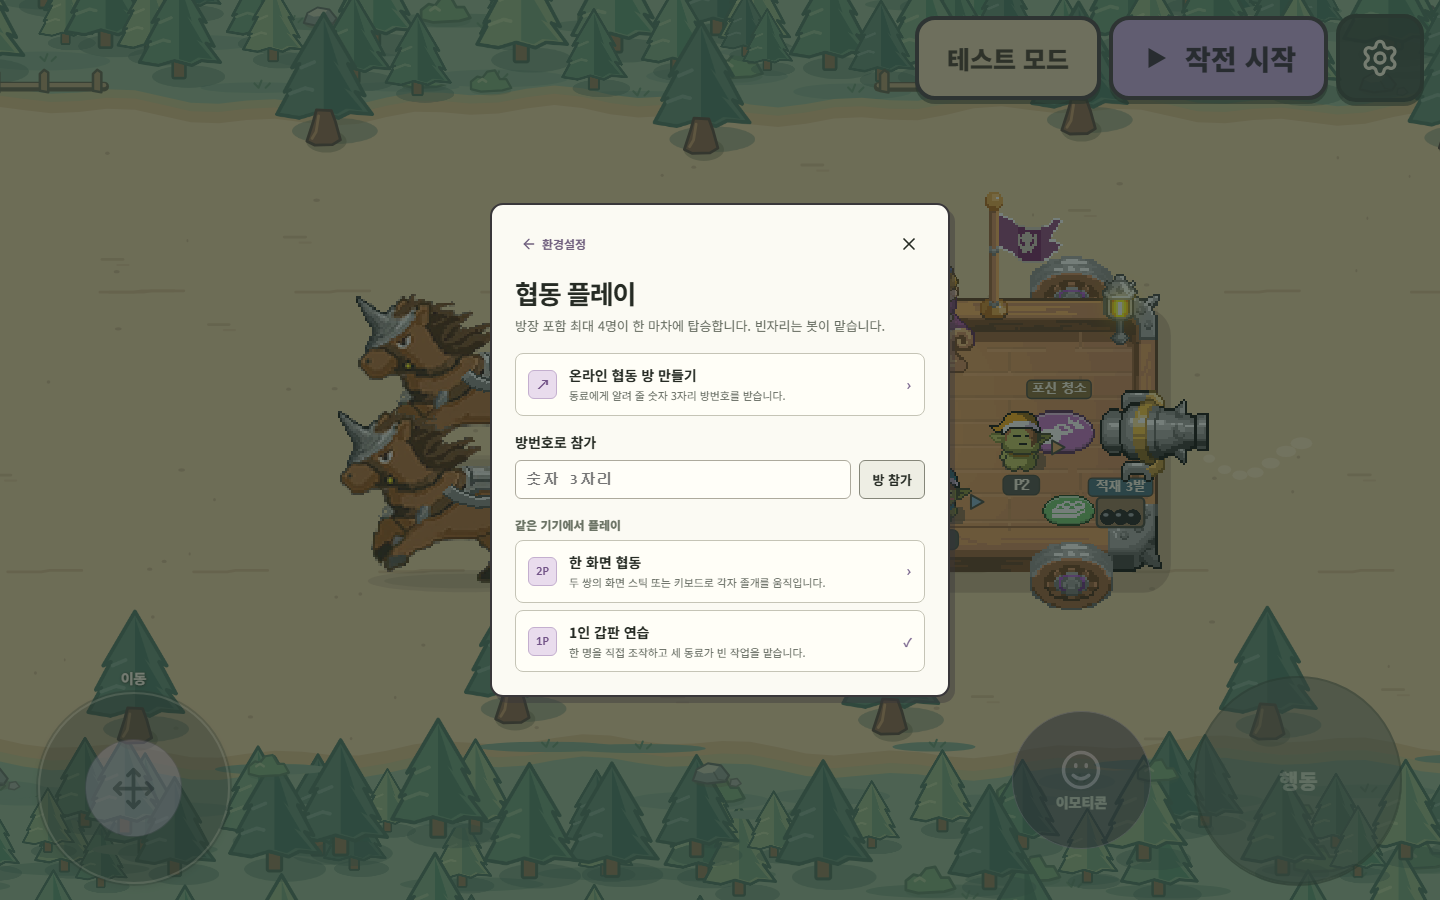 테스트 모드
작전 시작
환경설정
협동 플레이
방장 포함 최대 4명이 한 마차에 탑승합니다. 빈자리는 봇이 맡습니다.
온라인 협동 방 만들기
동료에게 알려 줄 숫자 3자리 방번호를 받습니다.
방번호로 참가
숫자 3자리
방 참가
같은 기기에서 플레이
2P
한 화면 협동
두 쌍의 화면 스틱 또는 키보드로 각자 졸개를 움직입니다.
1P
1인 갑판 연습
한 명을 직접 조작하고 세 동료가 빈 작업을 맡습니다.
포신 청소
P2
적재 3발
이동
이모티콘
행동